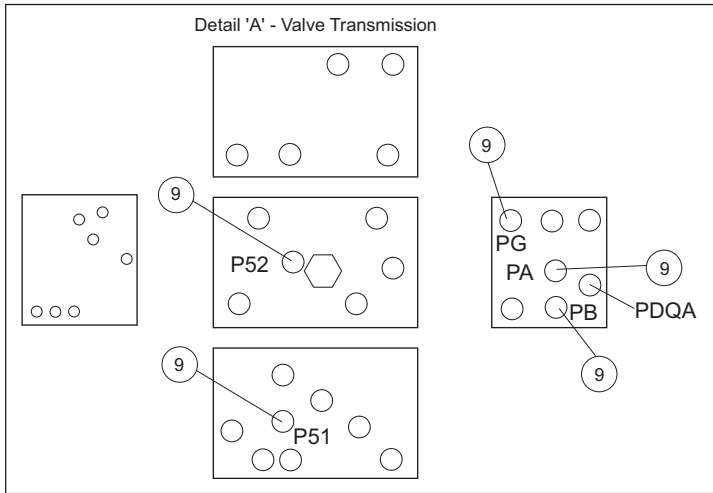 Detail 'A' - Valve Transmission
9
9
PG
P52
PA
9
PB
PDQA
9
9
P51